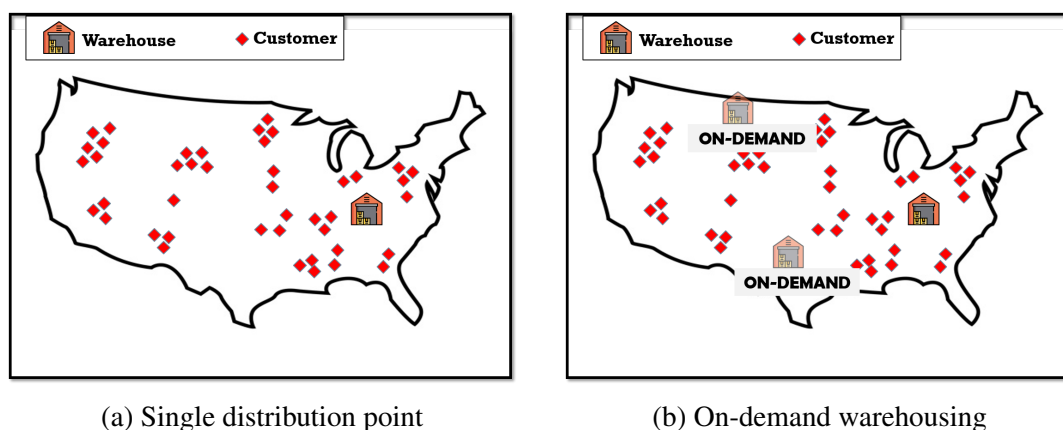 Warehouse Customer
Warehouse Customer
ON-DEMAND
ON-DEMAND
(a) Single distribution point
(b) On-demand warehousing